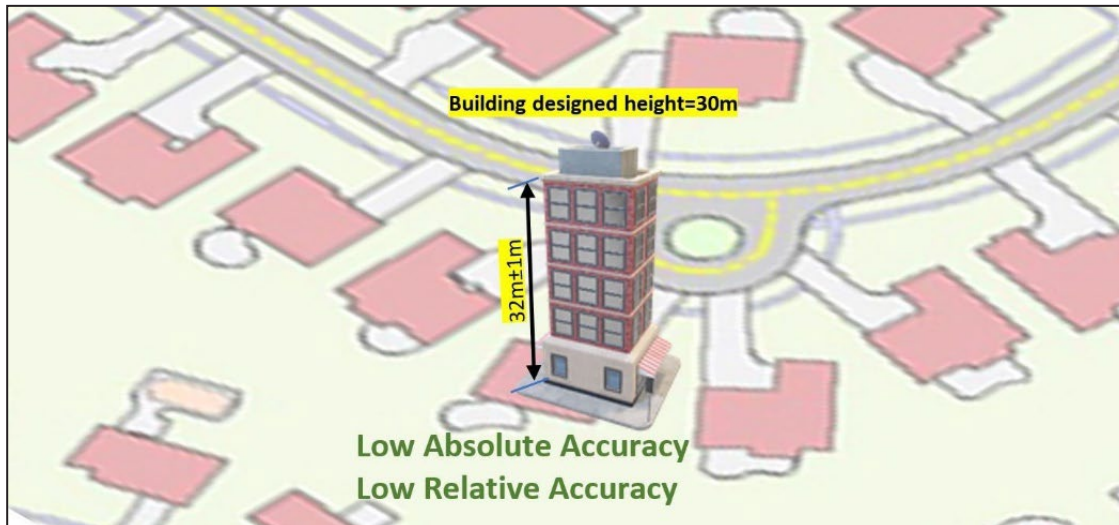 Building designed height=30m
32m±1m
Low Absolute Accuracy
Low Relative Accuracy